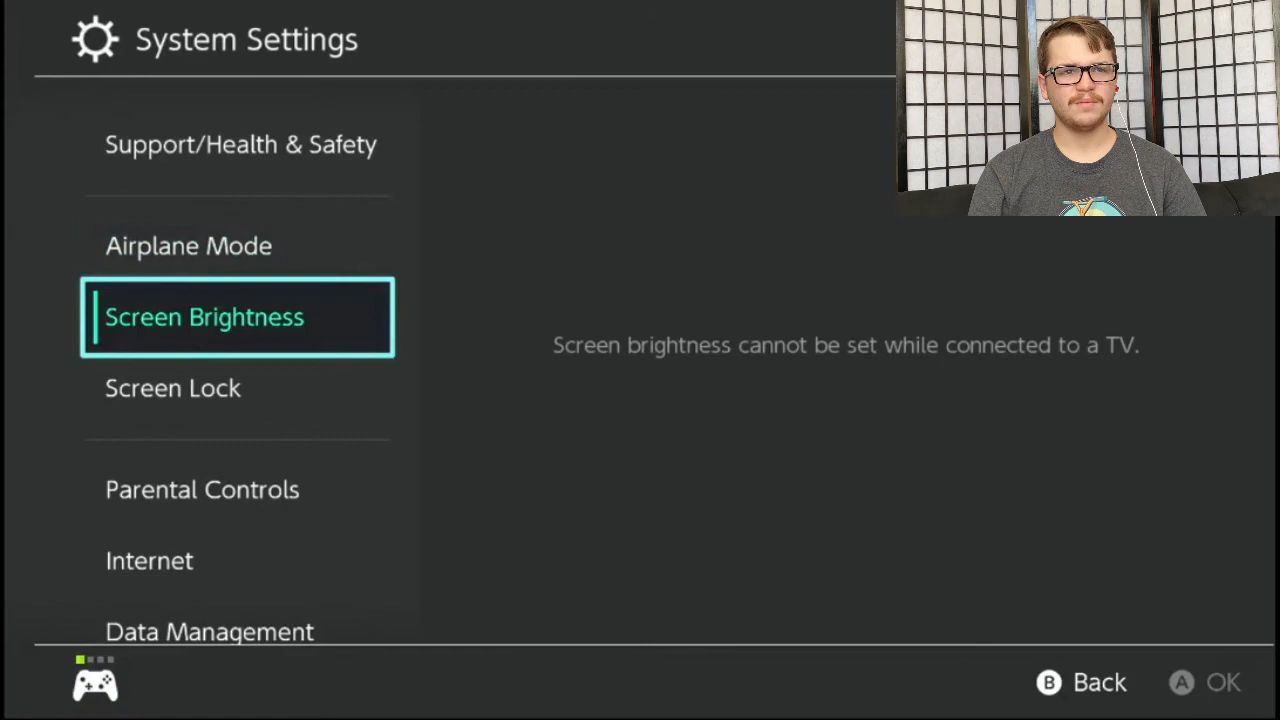 System Settings
Support/Health & Safety
Airplane Mode
Screen Brightness
Screen Lock
Parental Controls
Internet
Data Management
Screen brightness cannot be set while connected to a TV.
B Back
A OK